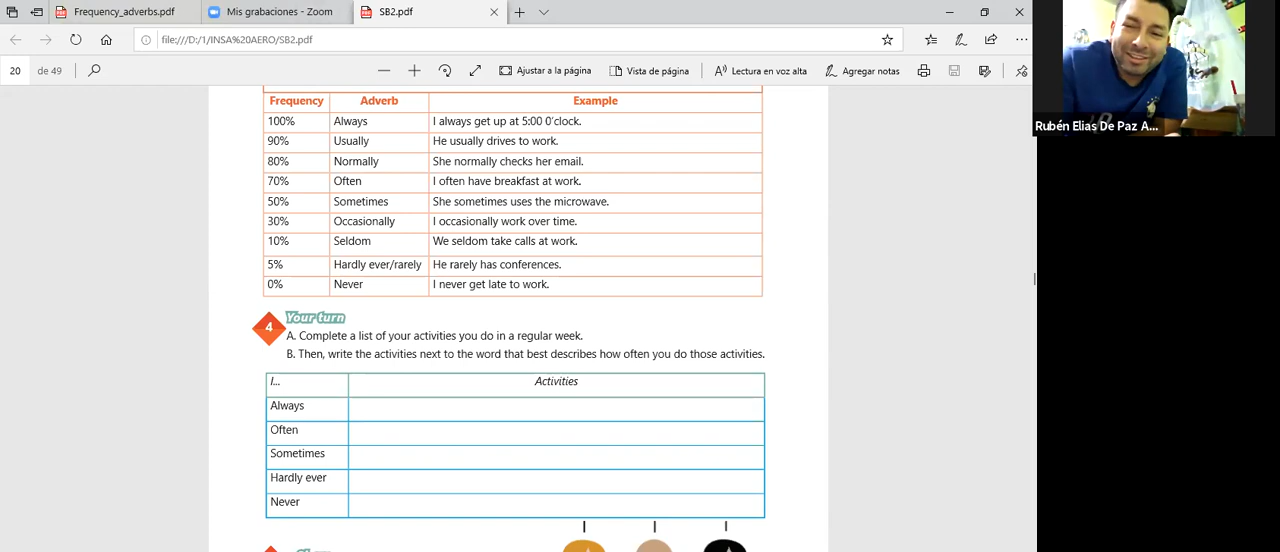 Frequency_adverbs.pdf
Mis grabaciones - Zoom
SB2.pdf
file:///D:/1/INSA%20AERO/SB2.pdf
20 de 49
Ajustar a la página
Vista de página
Lectura en voz alta
Agregar notas
Rubén Elias De Paz A...
Frequency Adverb Example
100% Always I always get up at 5:00 0'clock.
90% Usually He usually drives to work.
80% Normally She normally checks her email.
70% Often I often have breakfast at work.
50% Sometimes She sometimes uses the microwave.
30% Occasionally I occasionally work over time.
10% Seldom We seldom take calls at work.
5% Hardly ever/rarely He rarely has conferences.
0% Never I never get late to work.
4 Your turn
A. Complete a list of your activities you do in a regular week.
B. Then, write the activities next to the word that best describes how often you do those activities.
I... Activities
Always
Often
Sometimes
Hardly ever
Never